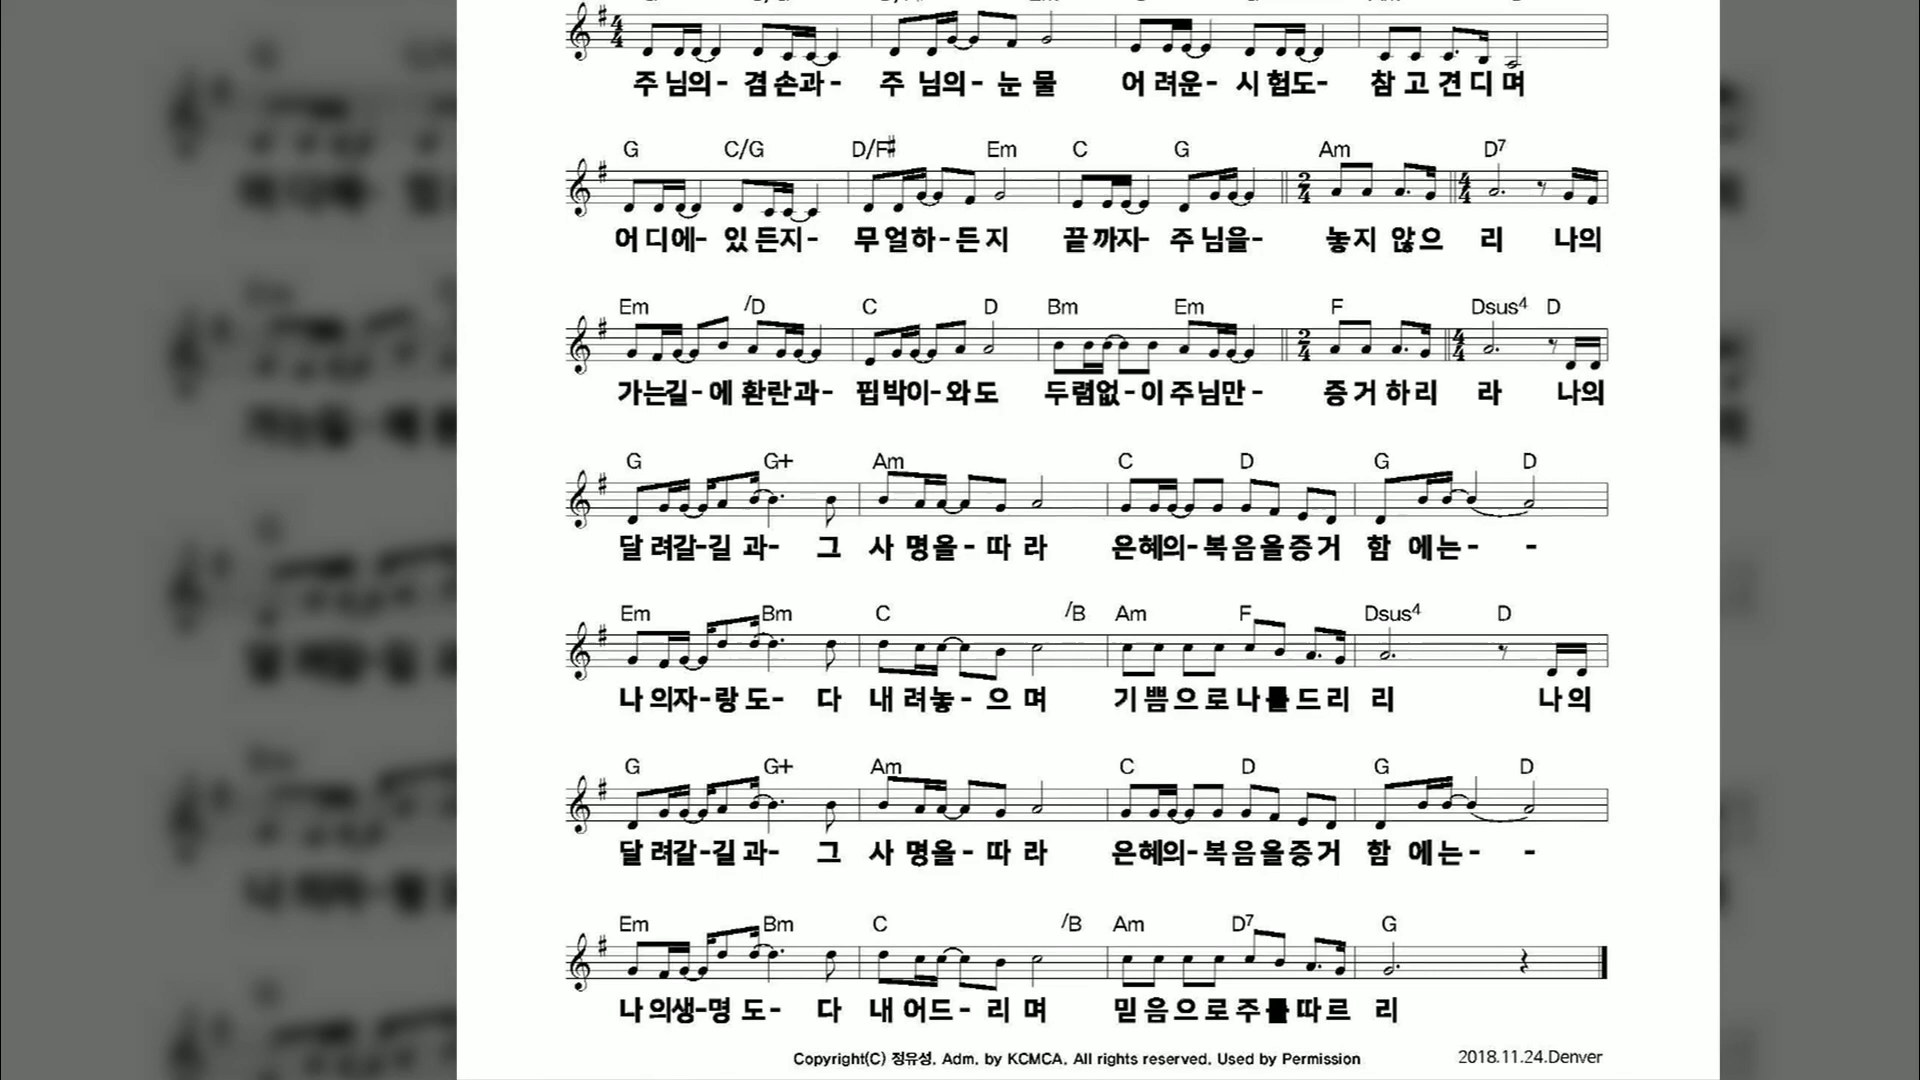 주님의- 겸손과- 주 님의- 눈 물 어 려운- 시 험도- 참 고 견 디 며
G C/G D/F# Em C G Am D7
어 디에- 있 든지- 무 얼하- 든 지 끝 까지- 주 님을- 놓지 않으 리 나의
Em /D C D Bm Em F Dsus4 D
가는길- 에 환란과- 핍박이- 와도 두렴없- 이 주님만- 증거 하리 라 나의
G G+ Am C D G D
달 려갈-길 과- 그 사 명을- 따 라 은혜의- 복음을증거 함 에는- -
Em Bm C /B Am F Dsus4 D
나 의자-랑 도- 다 내 려놓- 으 며 기쁨으로나를드리 리 나의
G G+ Am C D G D
달 려갈-길 과- 그 사 명을- 따 라 은혜의- 복음을증거 함 에는- -
Em Bm C /B Am D7 G
나 의생-명 도- 다 내 어드- 리 며 믿음으로주를따르 리
Copyright(C) 정유성. Adm. by KCMCA. All rights reserved. Used by Permission 2018.11.24.Denver